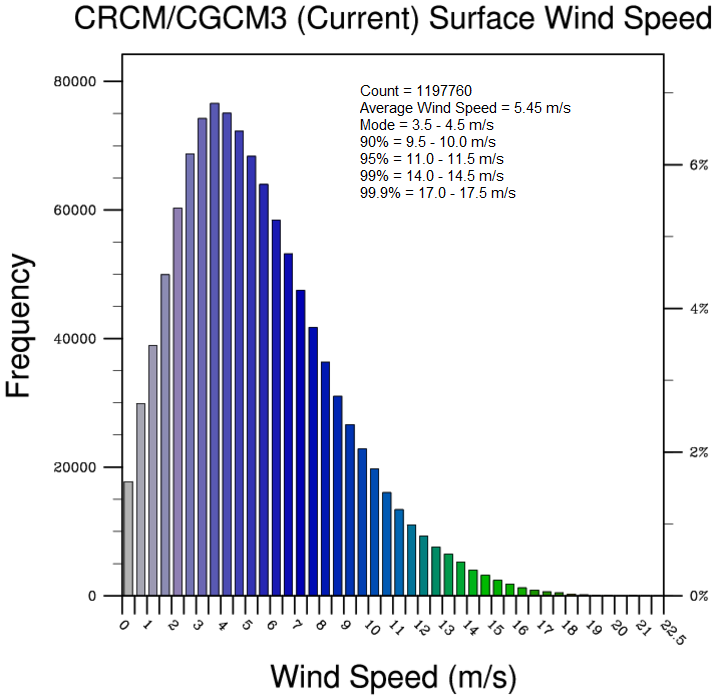 CRCM/CGCM3 (Current) Surface Wind Speed
Count = 1197760
Average Wind Speed = 5.45 m/s
Mode = 3.5 - 4.5 m/s
90% = 9.5 - 10.0 m/s
95% = 11.0 - 11.5 m/s
99% = 14.0 - 14.5 m/s
99.9% = 17.0 - 17.5 m/s
80000
60000
40000
20000
0
Frequency
6%
4%
2%
0%
0 1 2 3 4 5 6 7 8 9 10 11 12 13 14 15 16 17 18 19 20 21 22.5
Wind Speed (m/s)